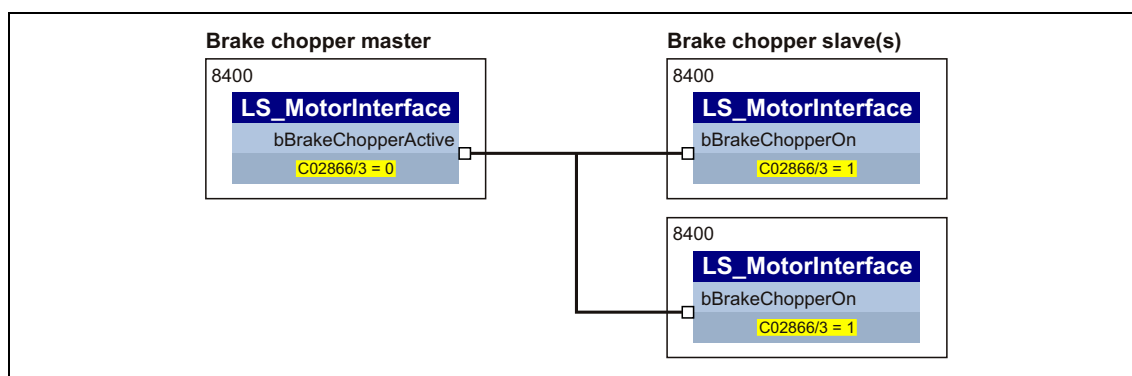 Brake chopper master
8400
LS_MotorInterface
bBrakeChopperActive
C02866/3 = 0
Brake chopper slave(s)
8400
LS_MotorInterface
bBrakeChopperOn
C02866/3 = 1
8400
LS_MotorInterface
bBrakeChopperOn
C02866/3 = 1